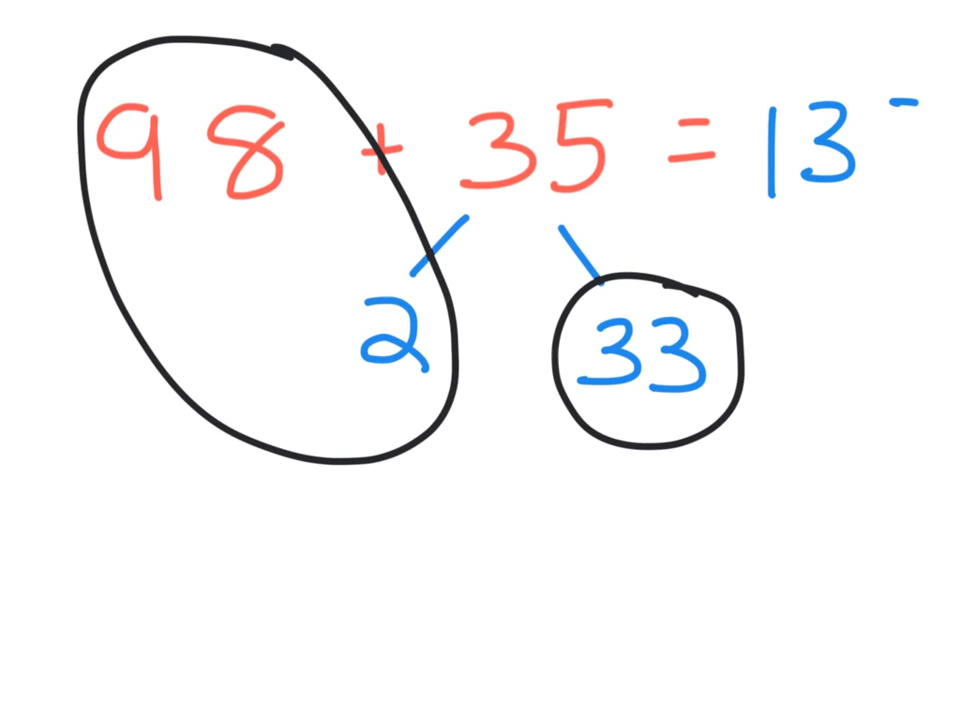 98 + 35 = 13
2 33